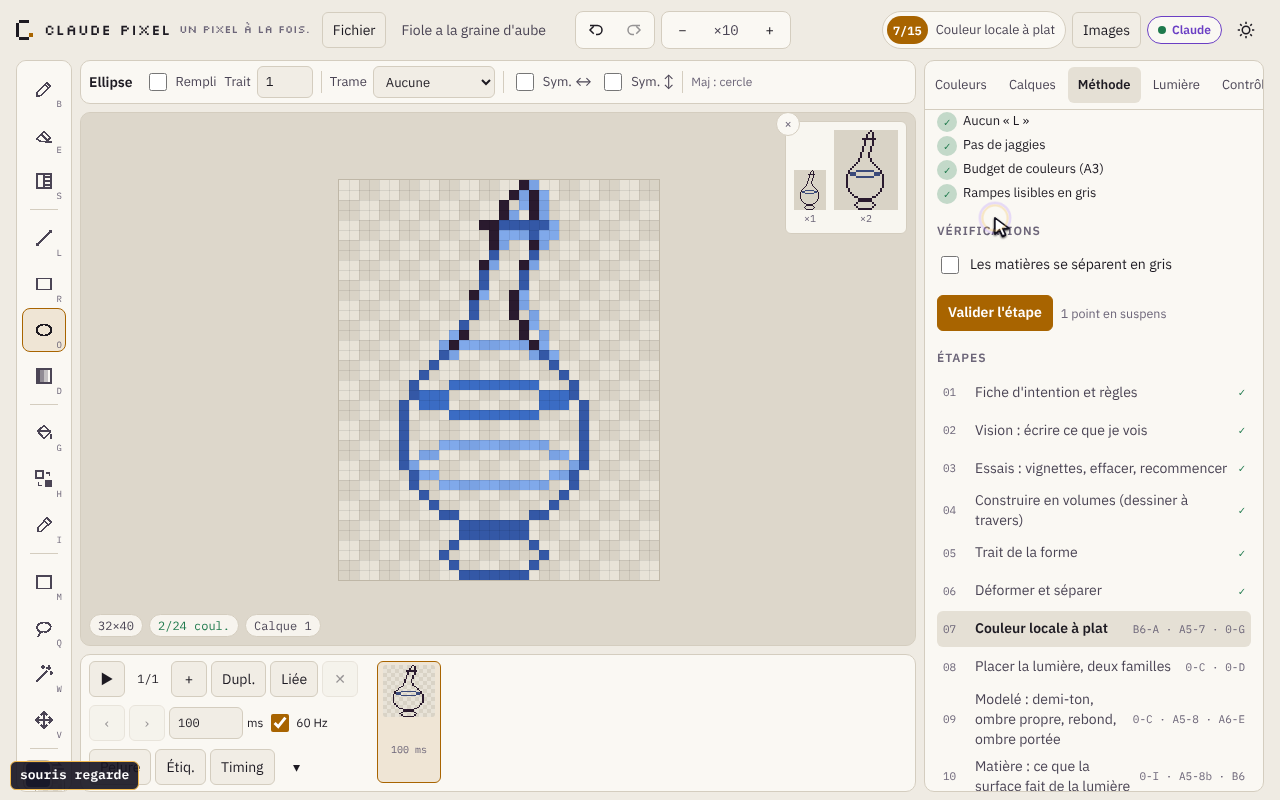 CLAUDE PIXEL UN PIXEL À LA FOIS. Fichier Fiole a la graine d'aube − ×10 + 7/15 Couleur locale à plat Images Claude
Ellipse Rempli Trait 1 Trame Aucune Sym. ↔ Sym. ↕ Maj : cercle
Couleurs Calques Méthode Lumière Contrôl
B
E
S
L
R
O
D
G
H
I
M
Q
W
V
×
×1 ×2
32×40 2/24 coul. Calque 1
✓ Aucun « L »
✓ Pas de jaggies
✓ Budget de couleurs (A3)
✓ Rampes lisibles en gris
VÉRIFICATIONS
Les matières se séparent en gris
Valider l'étape 1 point en suspens
ÉTAPES
01 Fiche d'intention et règles ✓
02 Vision : écrire ce que je vois ✓
03 Essais : vignettes, effacer, recommencer ✓
04 Construire en volumes (dessiner à travers) ✓
05 Trait de la forme ✓
06 Déformer et séparer ✓
07 Couleur locale à plat B6-A · A5-7 · 0-G
08 Placer la lumière, deux familles 0-C · 0-D
09 Modelé : demi-ton, ombre propre, rebond, ombre portée 0-C · A5-8 · A6-E
10 Matière : ce que la surface fait de la lumière 0-I · A5-8b · B6
1/1 + Dupl. Liée ×
‹ › 100 ms 60 Hz
Étiq. Timing ▼
100 ms
souris regarde